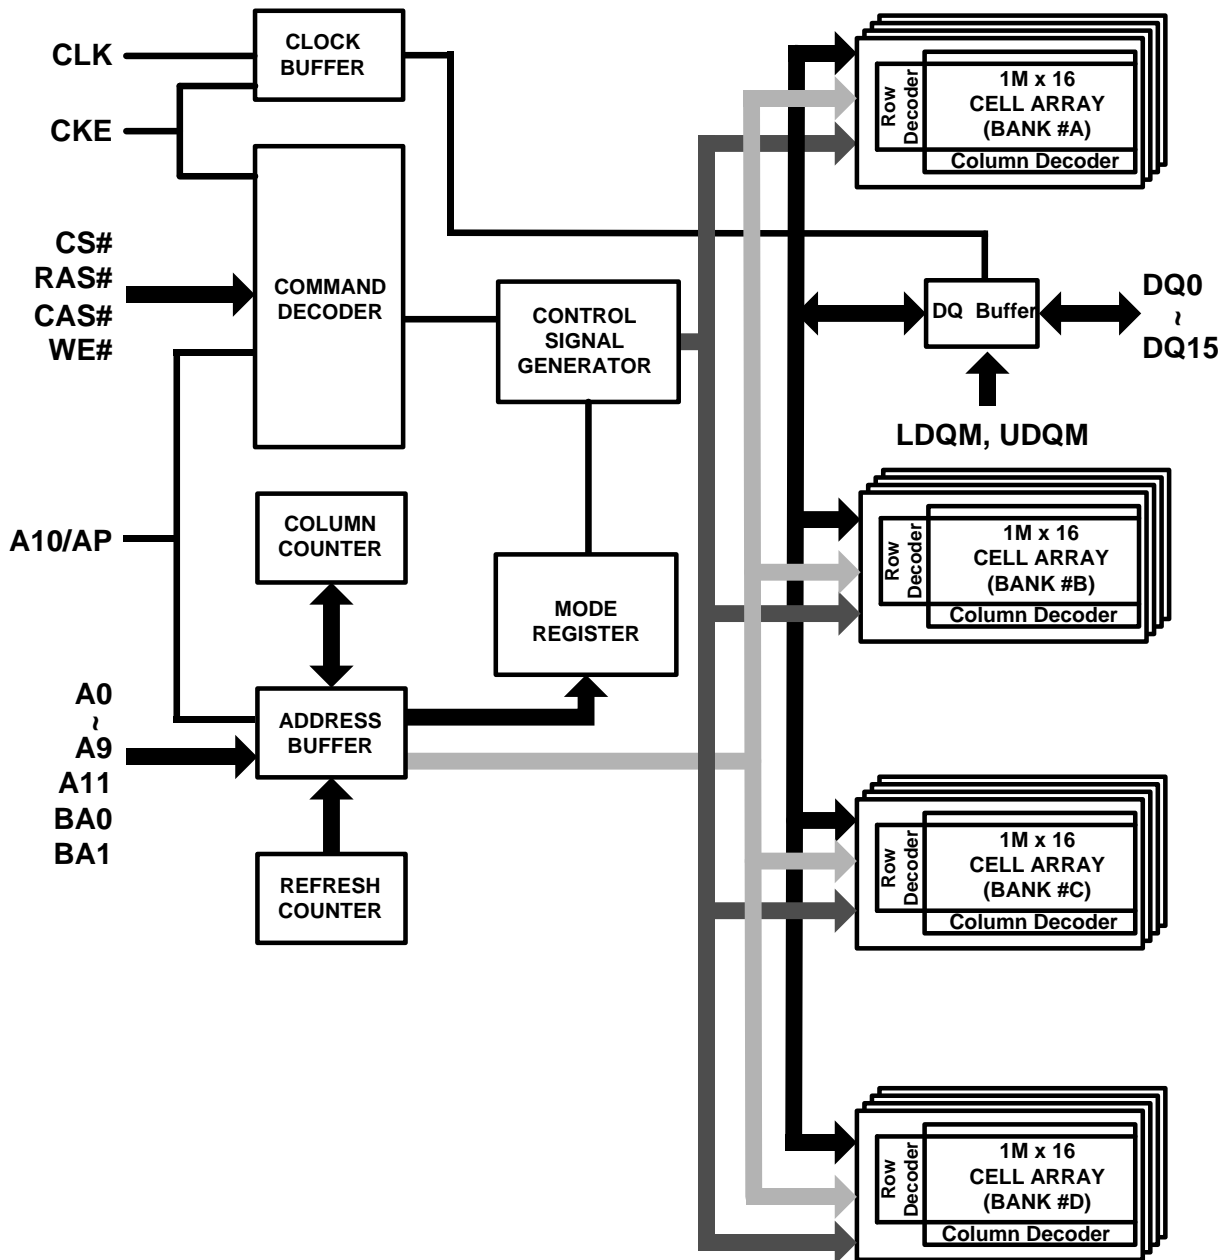 CLK
CKE
CLOCK
BUFFER
CS#
RAS#
CAS#
WE#
COMMAND
DECODER
CONTROL
SIGNAL
GENERATOR
A10/AP
COLUMN
COUNTER
MODE
REGISTER
A0
~
A9
A11
BA0
BA1
ADDRESS
BUFFER
REFRESH
COUNTER
Row
Decoder
1M x 16
CELL ARRAY
(BANK #A)
Column Decoder
DQ Buffer
DQ0
~
DQ15
LDQM, UDQM
Row
Decoder
1M x 16
CELL ARRAY
(BANK #B)
Column Decoder
Row
Decoder
1M x 16
CELL ARRAY
(BANK #C)
Column Decoder
Row
Decoder
1M x 16
CELL ARRAY
(BANK #D)
Column Decoder